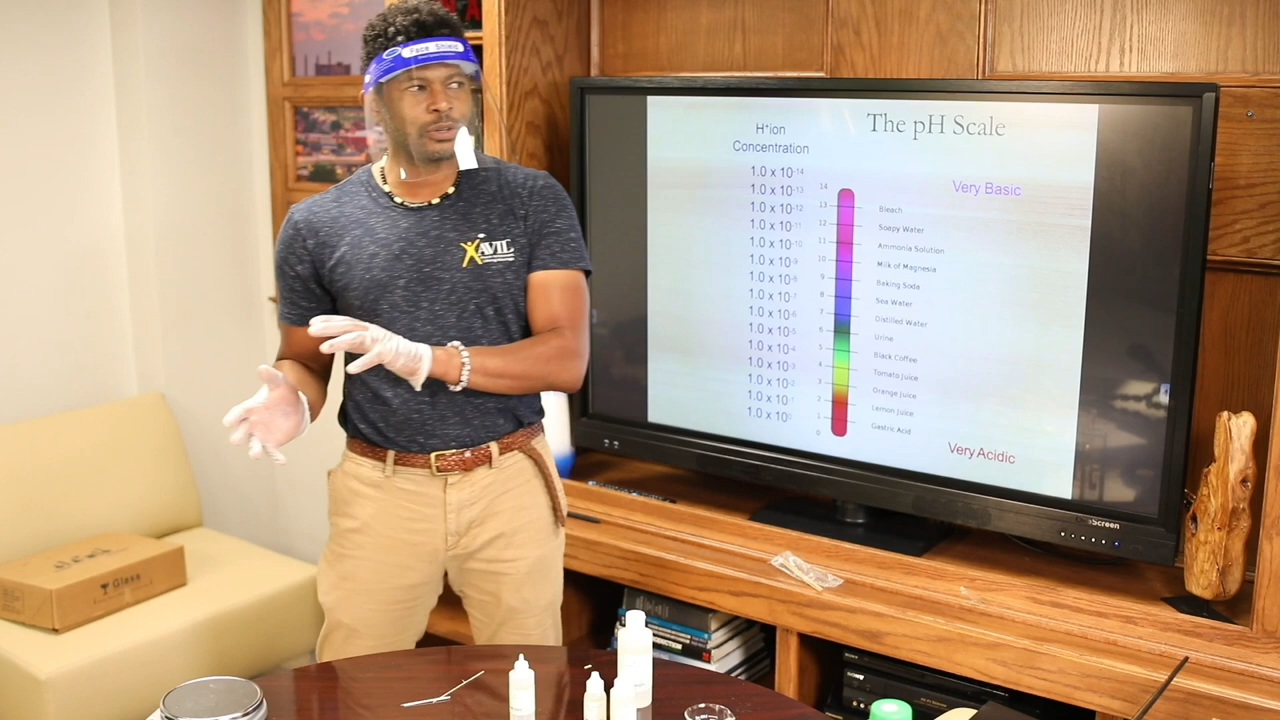 Face Shield
XAVIL
H+ion
Concentration
The pH Scale
1.0 x 10-14
1.0 x 10-13
1.0 x 10-12
1.0 x 10-11
1.0 x 10-10
1.0 x 10-9
1.0 x 10-8
1.0 x 10-7
1.0 x 10-6
1.0 x 10-5
1.0 x 10-4
1.0 x 10-3
1.0 x 10-2
1.0 x 10-1
1.0 x 100
14
13
12
11
10
9
8
7
6
5
4
3
2
1
0
Very Basic
Bleach
Soapy Water
Ammonia Solution
Milk of Magnesia
Baking Soda
Sea Water
Distilled Water
Urine
Black Coffee
Tomato Juice
Orange Juice
Lemon Juice
Gastric Acid
Very Acidic
Screen
Glass
SONY